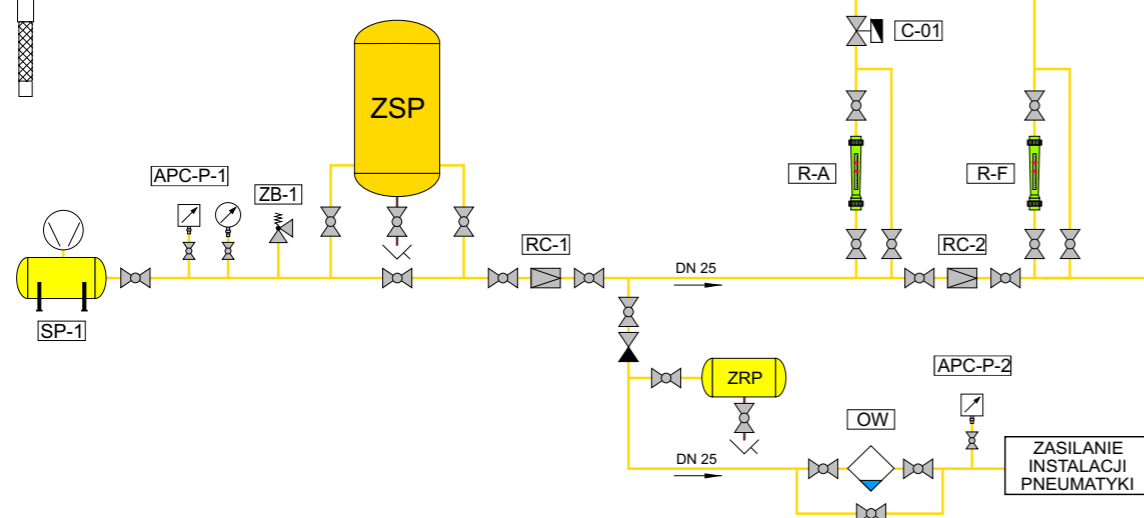 C-01
ZSP
APC-P-1
ZB-1
R-A
R-F
RC-1
RC-2
DN 25
SP-1
ZRP
APC-P-2
OW
DN 25
ZASILANIE
INSTALACJI
PNEUMATYKI